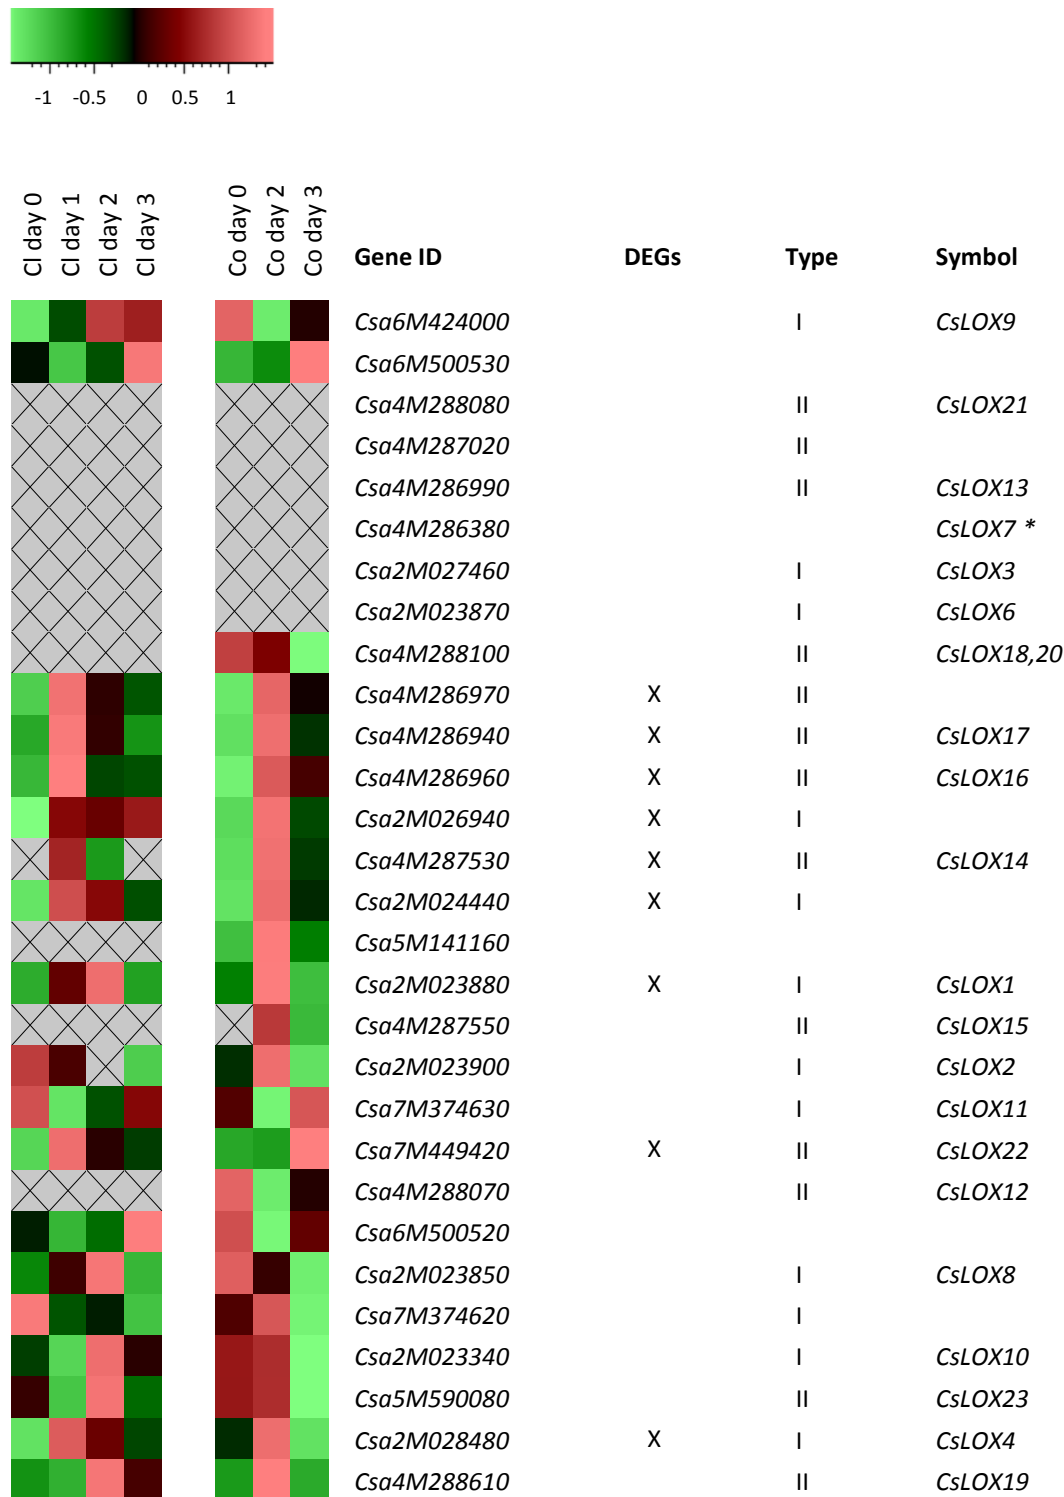 -1 -0.5 0 0.5 1
Cl day 0 Cl day 1 Cl day 2 Cl day 3 Co day 0 Co day 2 Co day 3 Gene ID DEGs Type Symbol
Csa6M424000 I CsLOX9
Csa6M500530
Csa4M288080 II CsLOX21
Csa4M287020 II
Csa4M286990 II CsLOX13
Csa4M286380 CsLOX7 *
Csa2M027460 I CsLOX3
Csa2M023870 I CsLOX6
Csa4M288100 II CsLOX18,20
Csa4M286970 X II
Csa4M286940 X II CsLOX17
Csa4M286960 X II CsLOX16
Csa2M026940 X I
Csa4M287530 X II CsLOX14
Csa2M024440 X I
Csa5M141160
Csa2M023880 X I CsLOX1
Csa4M287550 II CsLOX15
Csa2M023900 I CsLOX2
Csa7M374630 I CsLOX11
Csa7M449420 X II CsLOX22
Csa4M288070 II CsLOX12
Csa6M500520
Csa2M023850 I CsLOX8
Csa7M374620 I
Csa2M023340 I CsLOX10
Csa5M590080 II CsLOX23
Csa2M028480 X I CsLOX4
Csa4M288610 II CsLOX19